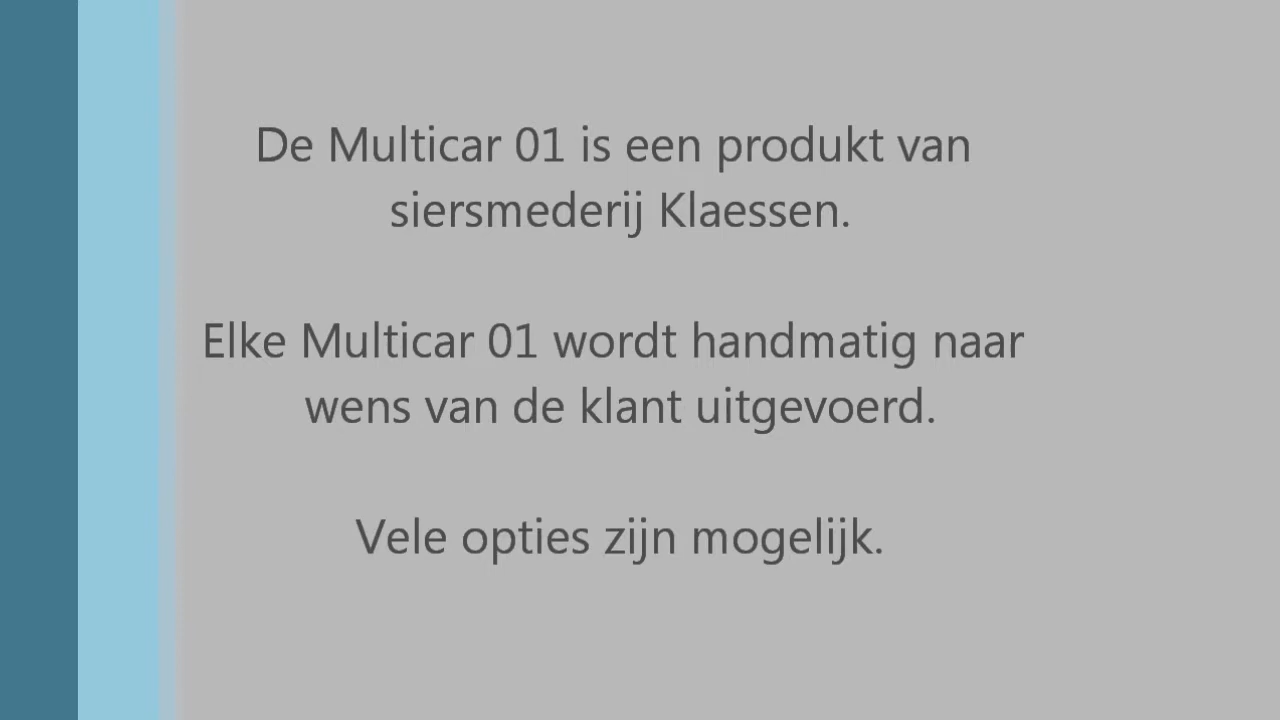 De Multicar 01 is een produkt van
siersmederij Klaessen.
Elke Multicar 01 wordt handmatig naar
wens van de klant uitgevoerd.
Vele opties zijn mogelijk.